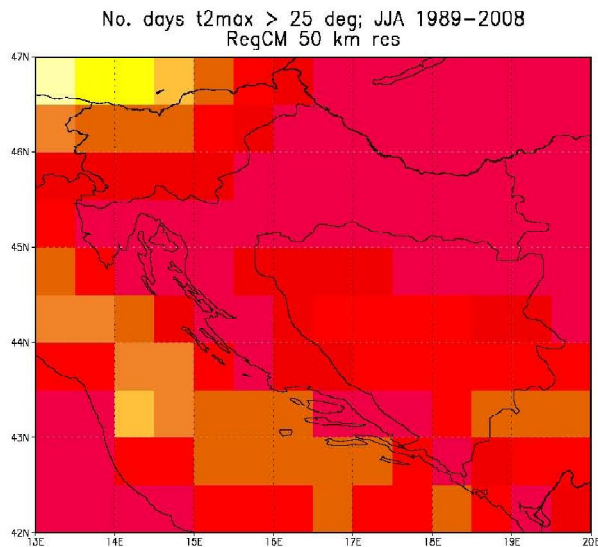 No. days t2max > 25 deg; JJA 1989-2008
RegCM 50 km res
47N
46N
45N
44N
43N
42N
13E 14E 15E 16E 17E 18E 19E 20E